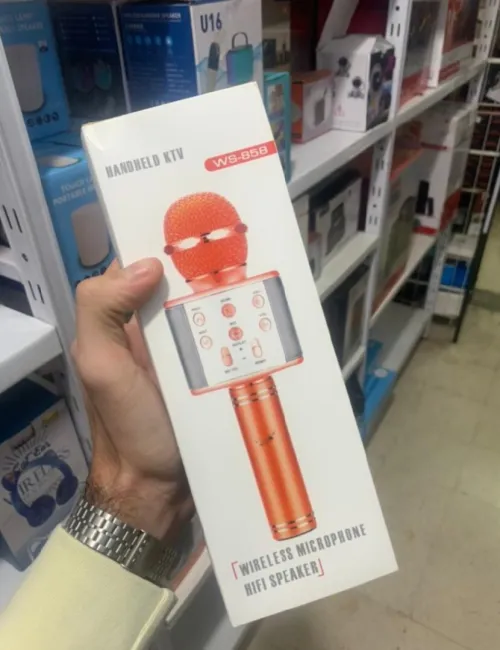 U16
HANDHELD KTV
WS-858
WIRELESS MICROPHONE
HIFI SPEAKER